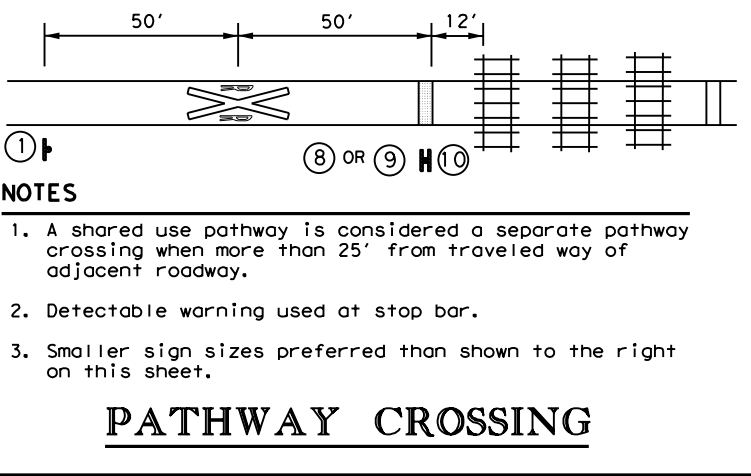 50' 50' 12'
1 8 OR 9 10
NOTES
1. A shared use pathway is considered a separate pathway
crossing when more than 25' from traveled way of
adjacent roadway.
2. Detectable warning used at stop bar.
3. Smaller sign sizes preferred than shown to the right
on this sheet.
PATHWAY CROSSING